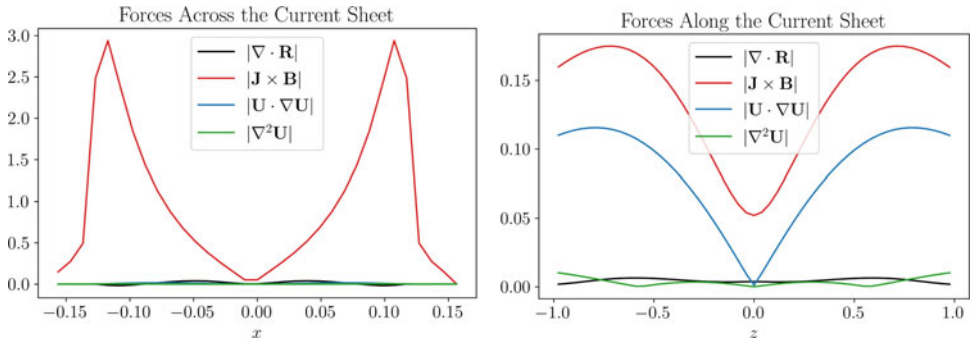 Forces Across the Current Sheet
3.0
2.5
2.0
1.5
1.0
0.5
0.0
|∇ · R|
|J × B|
|U · ∇U|
|∇²U|
−0.15 −0.10 −0.05 0.00 0.05 0.10 0.15
x
Forces Along the Current Sheet
0.15
0.10
0.05
0.00
|∇ · R|
|J × B|
|U · ∇U|
|∇²U|
−1.0 −0.5 0.0 0.5 1.0
z